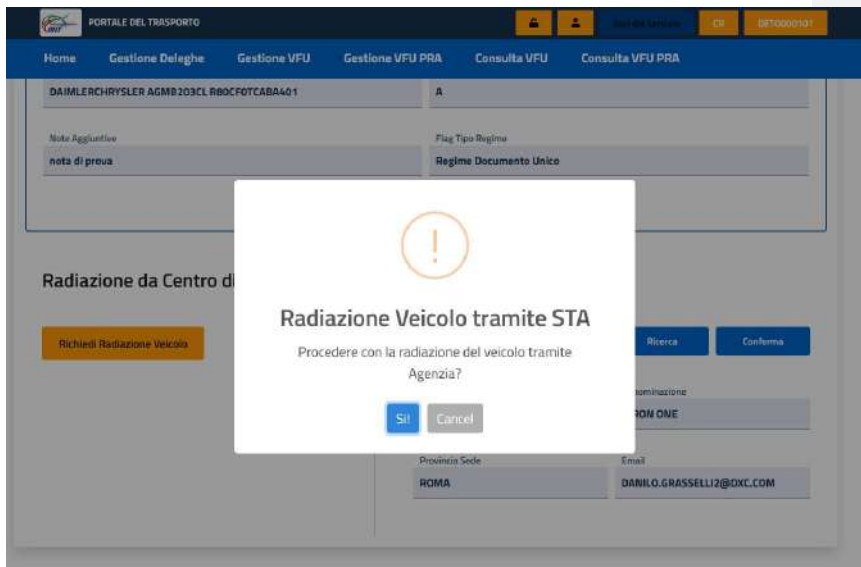 PORTALE DEL TRASPORTO
CR
DETO000101
Home Gestione Deleghe Gestione VFU Gestione VFU PRA Consulta VFU Consulta VFU PRA
DAIMLERCHRYSLER AGMB203CL R80CF0TCABA401 A
Note Aggiuntive Flag Tipo Regime
nota di prova Regime Documento Unico
Radiazione da Centro di
Richiedi Radiazione Veicolo
Radiazione Veicolo tramite STA
Procedere con la radiazione del veicolo tramite
Agenzia?
Si! Cancel
Ricerca Conferma
nominazione
RON ONE
Provincia Sede Email
ROMA DANILO.GRASSELLI2@DXC.COM